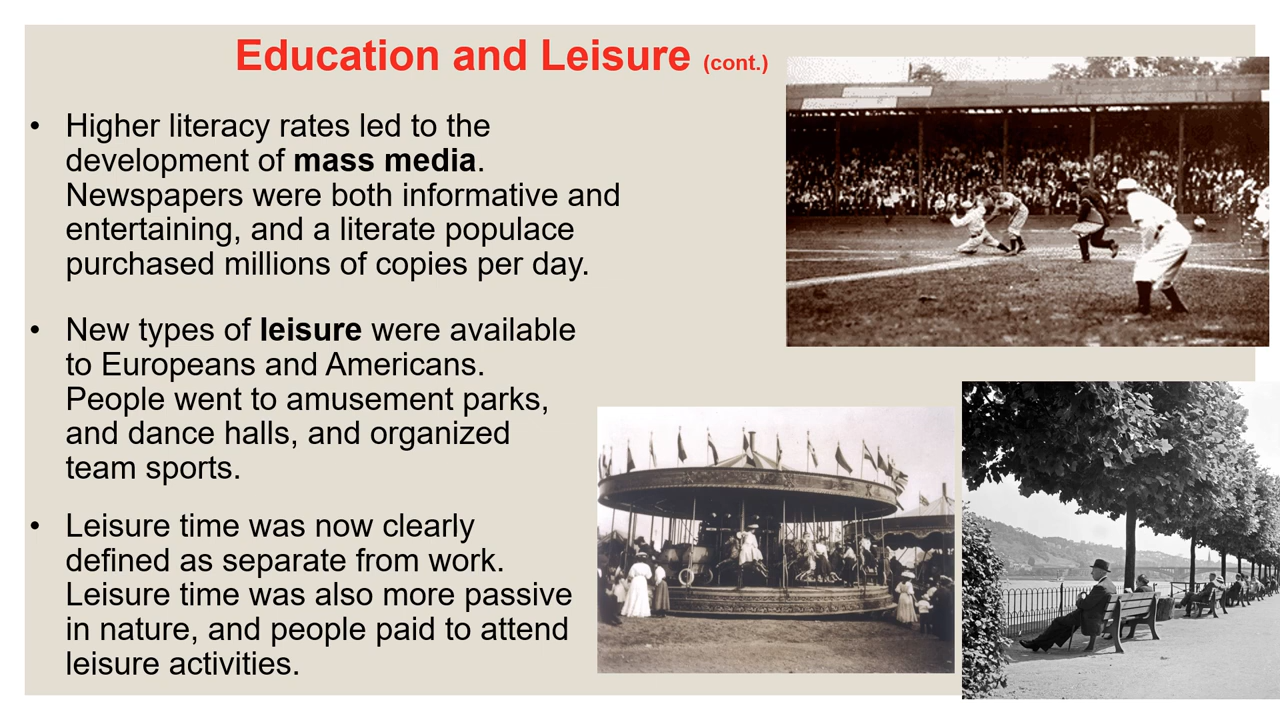 Education and Leisure (cont.)
• Higher literacy rates led to the
development of mass media.
Newspapers were both informative and
entertaining, and a literate populace
purchased millions of copies per day.
• New types of leisure were available
to Europeans and Americans.
People went to amusement parks,
and dance halls, and organized
team sports.
• Leisure time was now clearly
defined as separate from work.
Leisure time was also more passive
in nature, and people paid to attend
leisure activities.